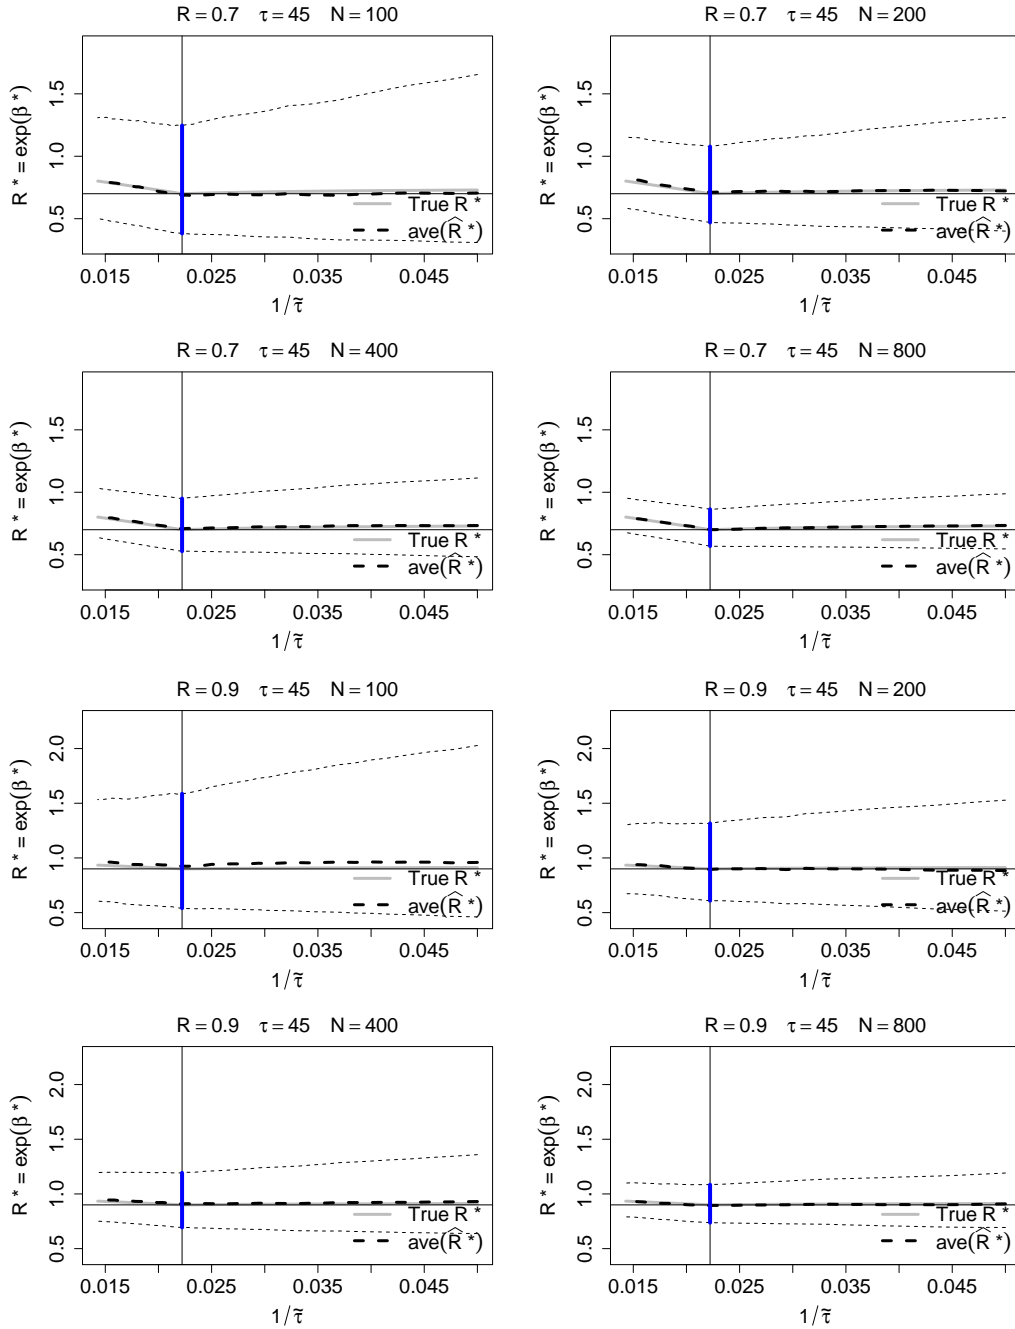 R = 0.7 τ = 45 N = 100
R* = exp(β*)
1.5
1.0
0.5
True R*
ave(R̂*)
0.015 0.025 0.035 0.045
1/τ̃
R = 0.7 τ = 45 N = 200
R* = exp(β*)
1.5
1.0
0.5
True R*
ave(R̂*)
0.015 0.025 0.035 0.045
1/τ̃
R = 0.7 τ = 45 N = 400
R* = exp(β*)
1.5
1.0
0.5
True R*
ave(R̂*)
0.015 0.025 0.035 0.045
1/τ̃
R = 0.7 τ = 45 N = 800
R* = exp(β*)
1.5
1.0
0.5
True R*
ave(R̂*)
0.015 0.025 0.035 0.045
1/τ̃
R = 0.9 τ = 45 N = 100
R* = exp(β*)
2.0
1.5
1.0
0.5
True R*
ave(R̂*)
0.015 0.025 0.035 0.045
1/τ̃
R = 0.9 τ = 45 N = 200
R* = exp(β*)
2.0
1.5
1.0
0.5
True R*
ave(R̂*)
0.015 0.025 0.035 0.045
1/τ̃
R = 0.9 τ = 45 N = 400
R* = exp(β*)
2.0
1.5
1.0
0.5
True R*
ave(R̂*)
0.015 0.025 0.035 0.045
1/τ̃
R = 0.9 τ = 45 N = 800
R* = exp(β*)
2.0
1.5
1.0
0.5
True R*
ave(R̂*)
0.015 0.025 0.035 0.045
1/τ̃